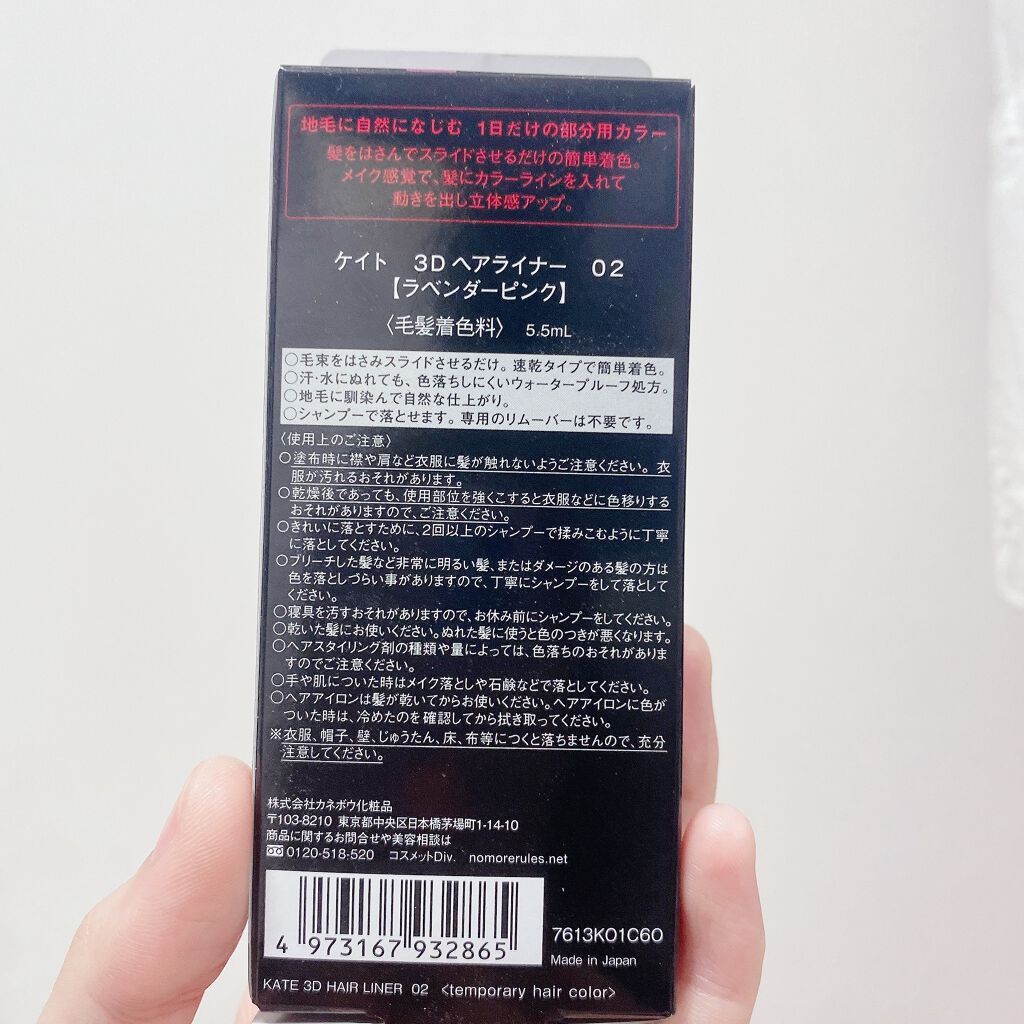 地毛に自然になじむ 1日だけの部分用カラー
髪をはさんでスライドさせるだけの簡単着色。
メイク感覚で、髪にカラーラインを入れて
動きを出し立体感アップ。
ケイト 3Dヘアライナー 02
【ラベンダーピンク】
〈毛髪着色料〉 5.5mL
○毛束をはさみスライドさせるだけ。速乾タイプで簡単着色。
○汗・水にぬれても、色落ちしにくいウォータープルーフ処方。
○地毛に馴染んで自然な仕上がり。
○シャンプーで落とせます。専用のリムーバーは不要です。
〈使用上のご注意〉
○塗布時に襟や肩など衣服に髪が触れないようご注意ください。衣
服が汚れるおそれがあります。
○乾燥後であっても、使用部位を強くこすると衣服などに色移りする
おそれがありますので、ご注意ください。
○きれいに落とすために、2回以上のシャンプーで揉みこむように丁寧
に落としてください。
○ブリーチした髪など非常に明るい髪、またはダメージのある髪の方は
色を落としづらい事がありますので、丁寧にシャンプーをして落として
ください。
○寝具を汚すおそれがありますので、お休み前にシャンプーをしてください。
○乾いた髪にお使いください。ぬれた髪に使うと色のつきが悪くなります。
○ヘアスタイリング剤の種類や量によっては、色落ちのおそれがありま
すのでご注意ください。
○手や肌についた時はメイク落としや石鹸などで落としてください。
○ヘアアイロンは髪が乾いてからお使いください。ヘアアイロンに色が
ついた時は、冷めたのを確認してから拭き取ってください。
※衣服、帽子、壁、じゅうたん、床、布等につくと落ちませんので、充分
注意してください。
株式会社カネボウ化粧品
〒103-8210 東京都中央区日本橋茅場町1-14-10
商品に関するお問合せや美容相談は
0120-518-520 コスメットDiv. nomorerules.net
4 973167 932865
7613K01C60
Made in Japan
KATE 3D HAIR LINER 02 <temporary hair color>